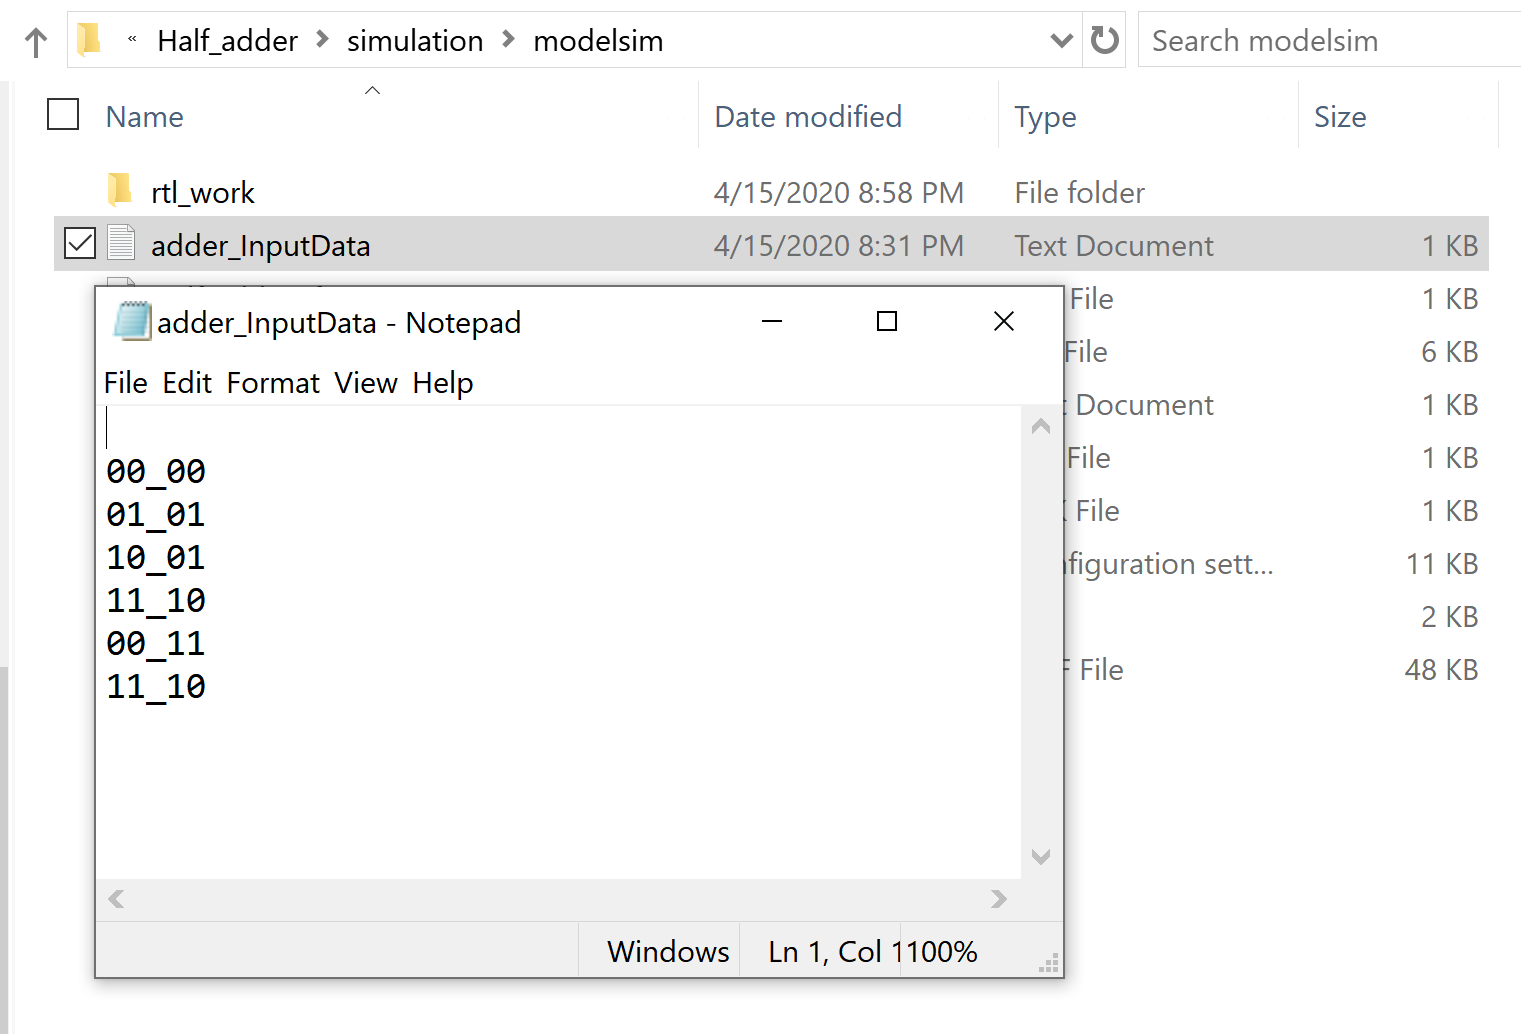 « Half_adder > simulation > modelsim
Search modelsim
Name Date modified Type Size
rtl_work 4/15/2020 8:58 PM File folder
adder_InputData 4/15/2020 8:31 PM Text Document 1 KB
File 1 KB
File 6 KB
Document 1 KB
File 1 KB
File 1 KB
figuration sett... 11 KB
2 KB
File 48 KB
adder_InputData - Notepad
File Edit Format View Help
00_00
01_01
10_01
11_10
00_11
11_10
Windows Ln 1, Col 1 100%